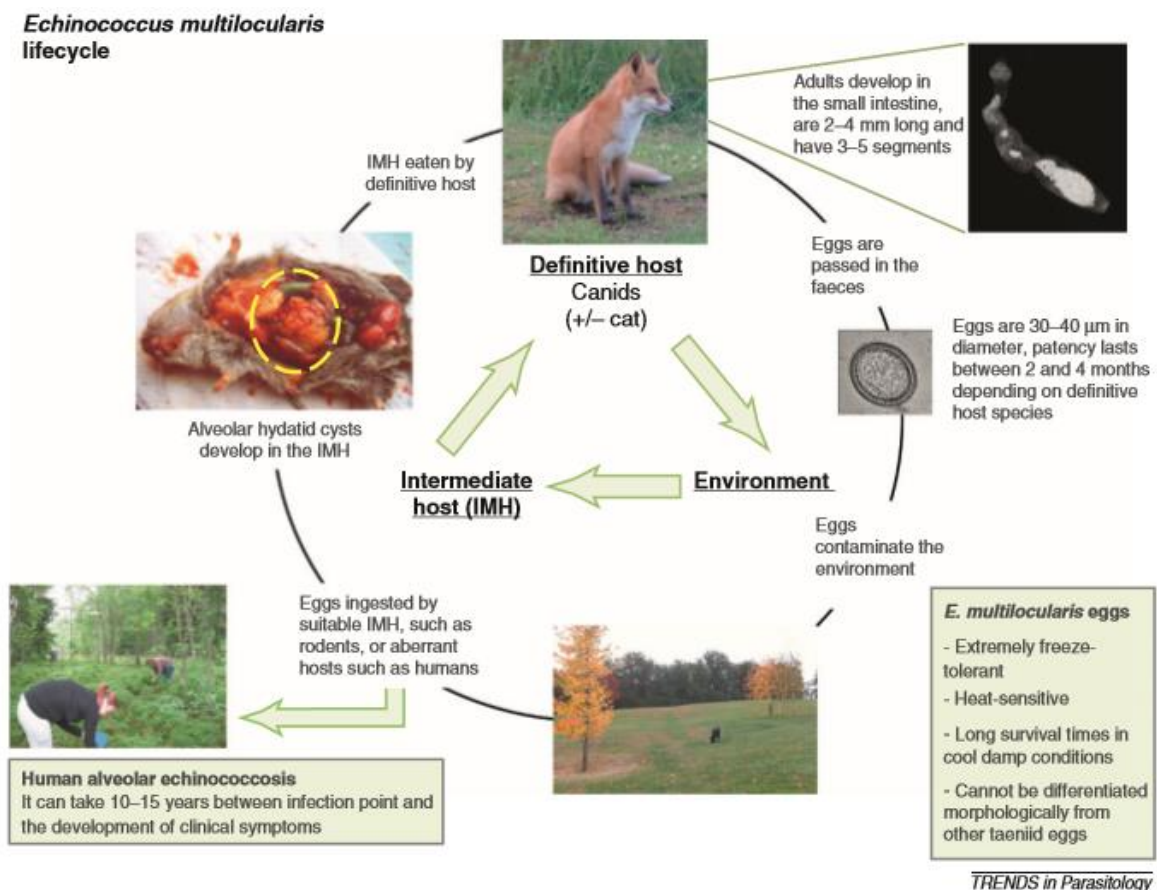 Echinococcus multilocularis
lifecycle
Adults develop in
the small intestine,
are 2–4 mm long and
have 3–5 segments
IMH eaten by
definitive host
Eggs are
passed in the
faeces
Definitive host
Canids
(+/– cat)
Eggs are 30–40 μm in
diameter, patency lasts
between 2 and 4 months
depending on definitive
host species
Alveolar hydatid cysts
develop in the IMH
Intermediate
host (IMH)
Environment
Eggs
contaminate the
environment
Eggs ingested by
suitable IMH, such as
rodents, or aberrant
hosts such as humans
E. multilocularis eggs
- Extremely freeze-
tolerant
- Heat-sensitive
- Long survival times in
cool damp conditions
- Cannot be differentiated
morphologically from
other taeniid eggs
Human alveolar echinococcosis
It can take 10–15 years between infection point and
the development of clinical symptoms
TRENDS in Parasitology